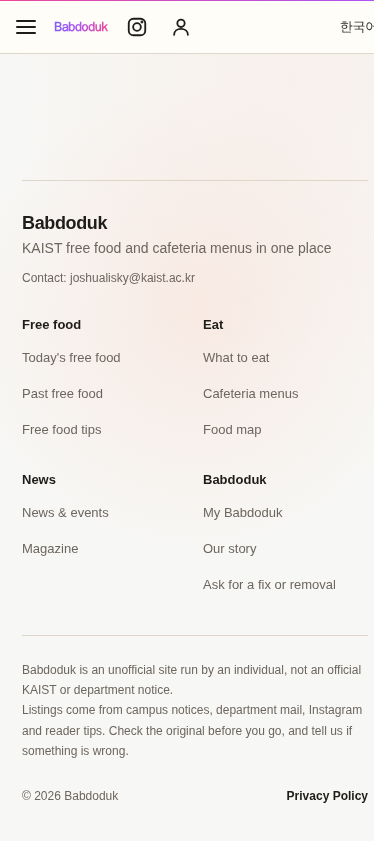 Babdoduk
한국어
Babdoduk
KAIST free food and cafeteria menus in one place
Contact: joshualisky@kaist.ac.kr
Free food
Eat
Today's free food
What to eat
Past free food
Cafeteria menus
Free food tips
Food map
News
Babdoduk
News & events
My Babdoduk
Magazine
Our story
Ask for a fix or removal
Babdoduk is an unofficial site run by an individual, not an official
KAIST or department notice.
Listings come from campus notices, department mail, Instagram
and reader tips. Check the original before you go, and tell us if
something is wrong.
© 2026 Babdoduk
Privacy Policy